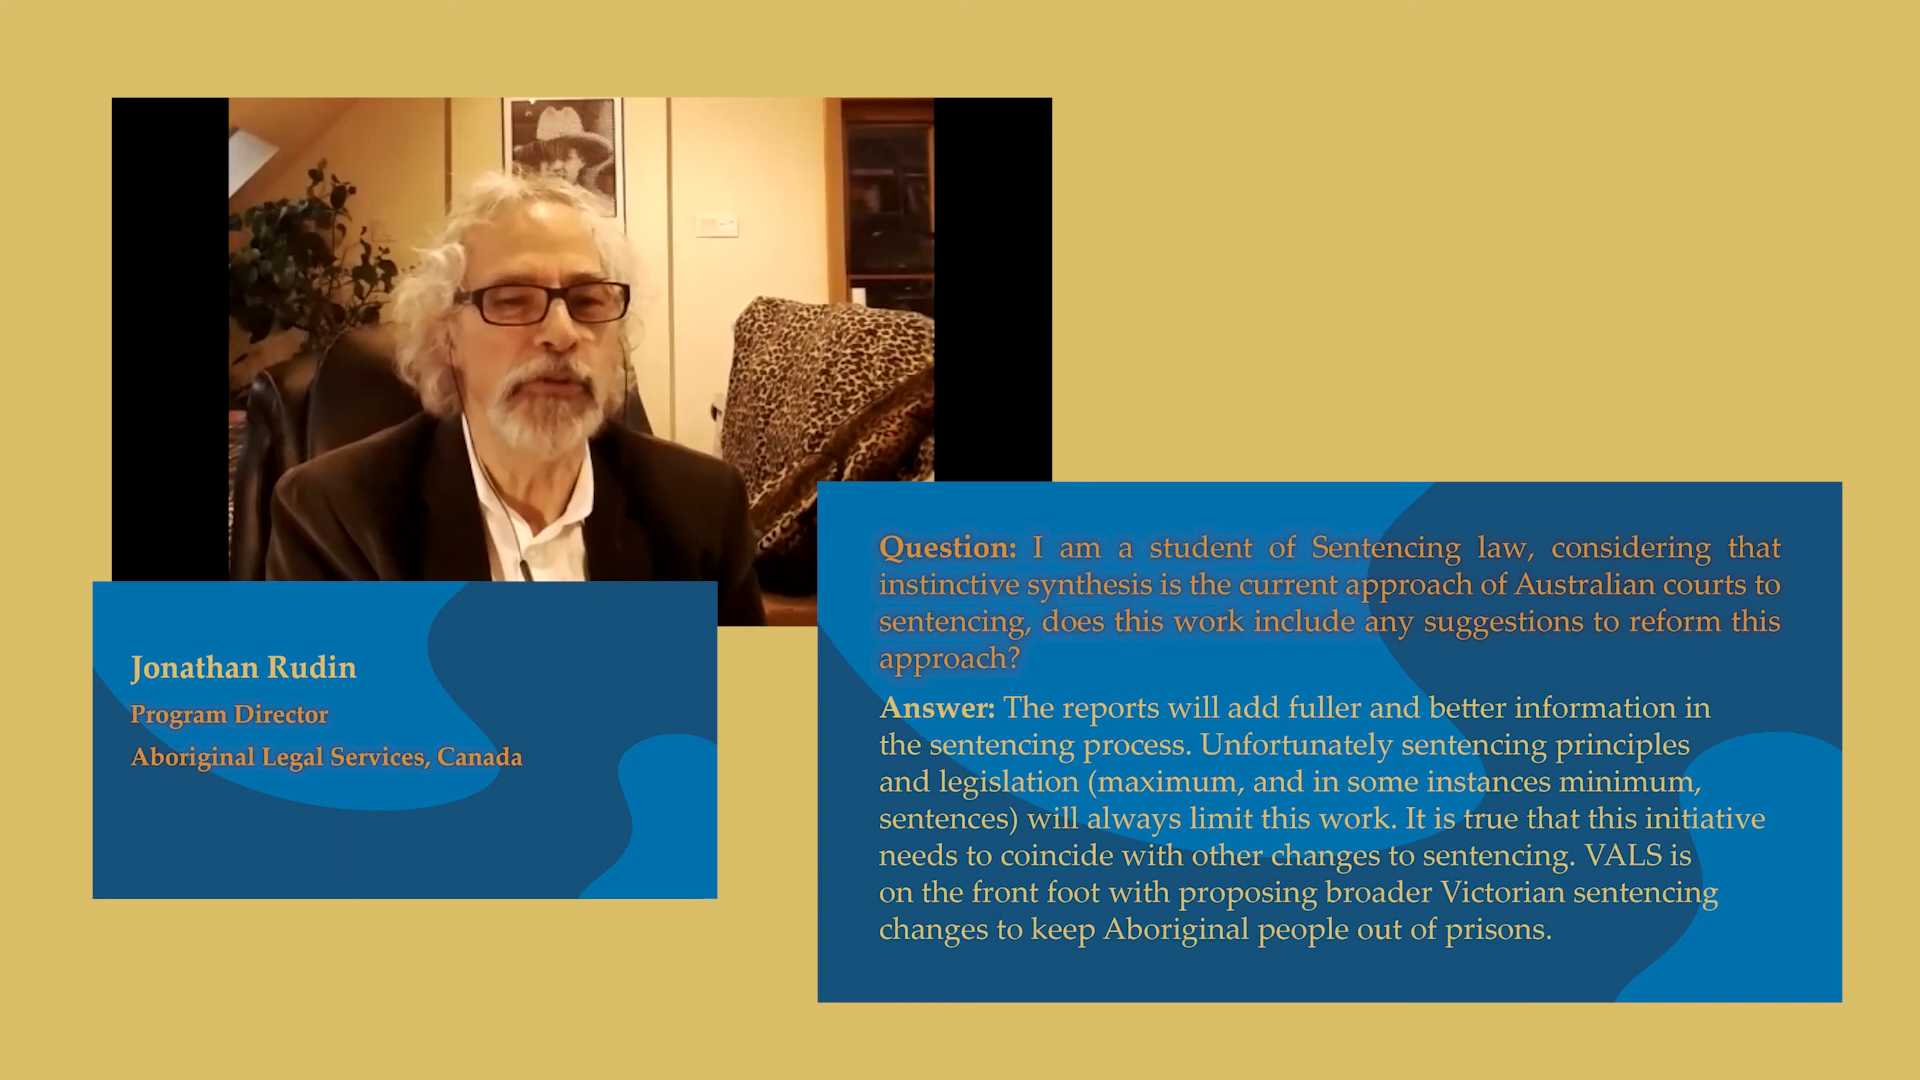 Jonathan Rudin
Program Director
Aboriginal Legal Services, Canada
Question: I am a student of Sentencing law, considering that
instinctive synthesis is the current approach of Australian courts to
sentencing, does this work include any suggestions to reform this
approach?
Answer: The reports will add fuller and better information in
the sentencing process. Unfortunately sentencing principles
and legislation (maximum, and in some instances minimum,
sentences) will always limit this work. It is true that this initiative
needs to coincide with other changes to sentencing. VALS is
on the front foot with proposing broader Victorian sentencing
changes to keep Aboriginal people out of prisons.